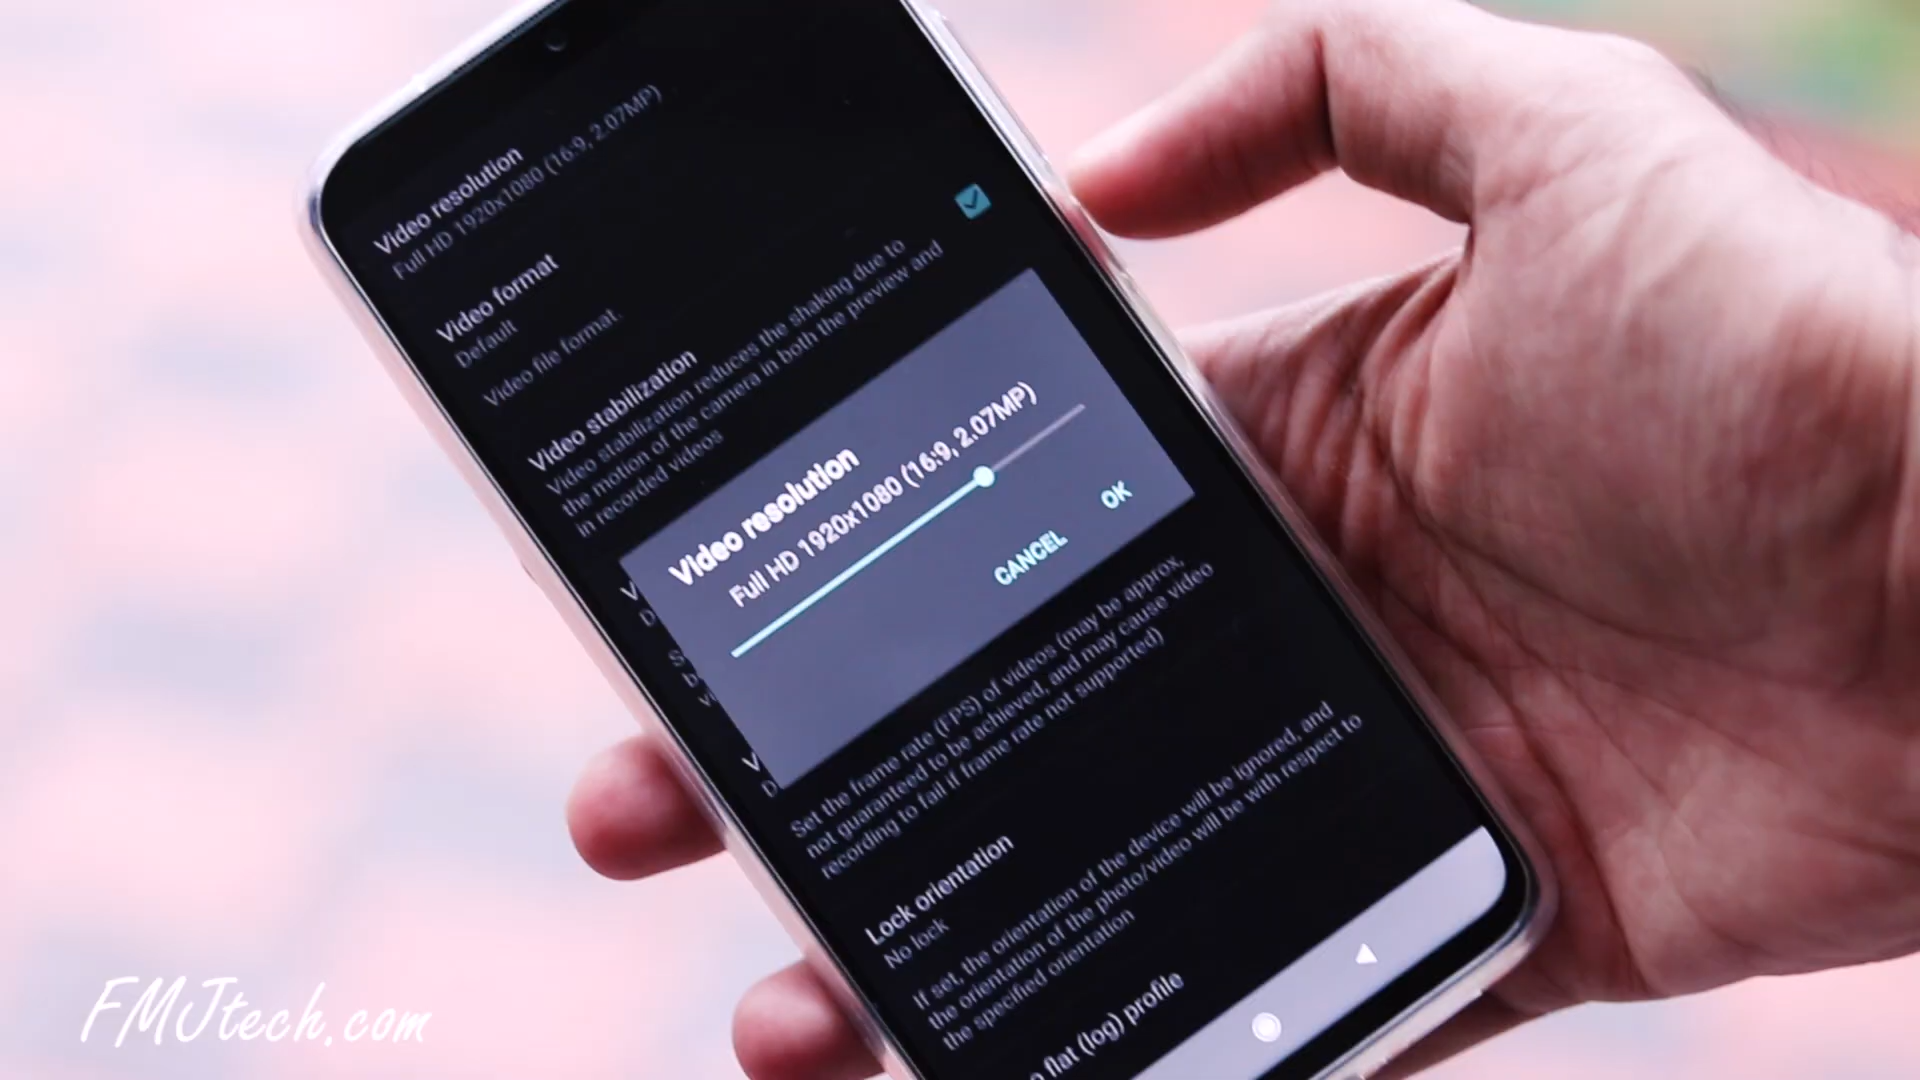 Video resolution
Full HD 1920x1080 (16:9, 2.07MP)
Video format
Default
Video file format.
Video stabilization
Video stabilization reduces the shaking due to
the motion of the camera in both the preview and
in recorded videos
Video resolution
Full HD 1920x1080 (16:9, 2.07MP)
CANCEL
OK
Set the frame rate (FPS) of videos (may be approx,
not guaranteed to be achieved, and may cause video
recording to fail if frame rate not supported)
Lock orientation
No lock
If set, the orientation of the device will be ignored, and
the orientation of the photo/video will be with respect to
the specified orientation
flat (log) profile
FMJtech.com